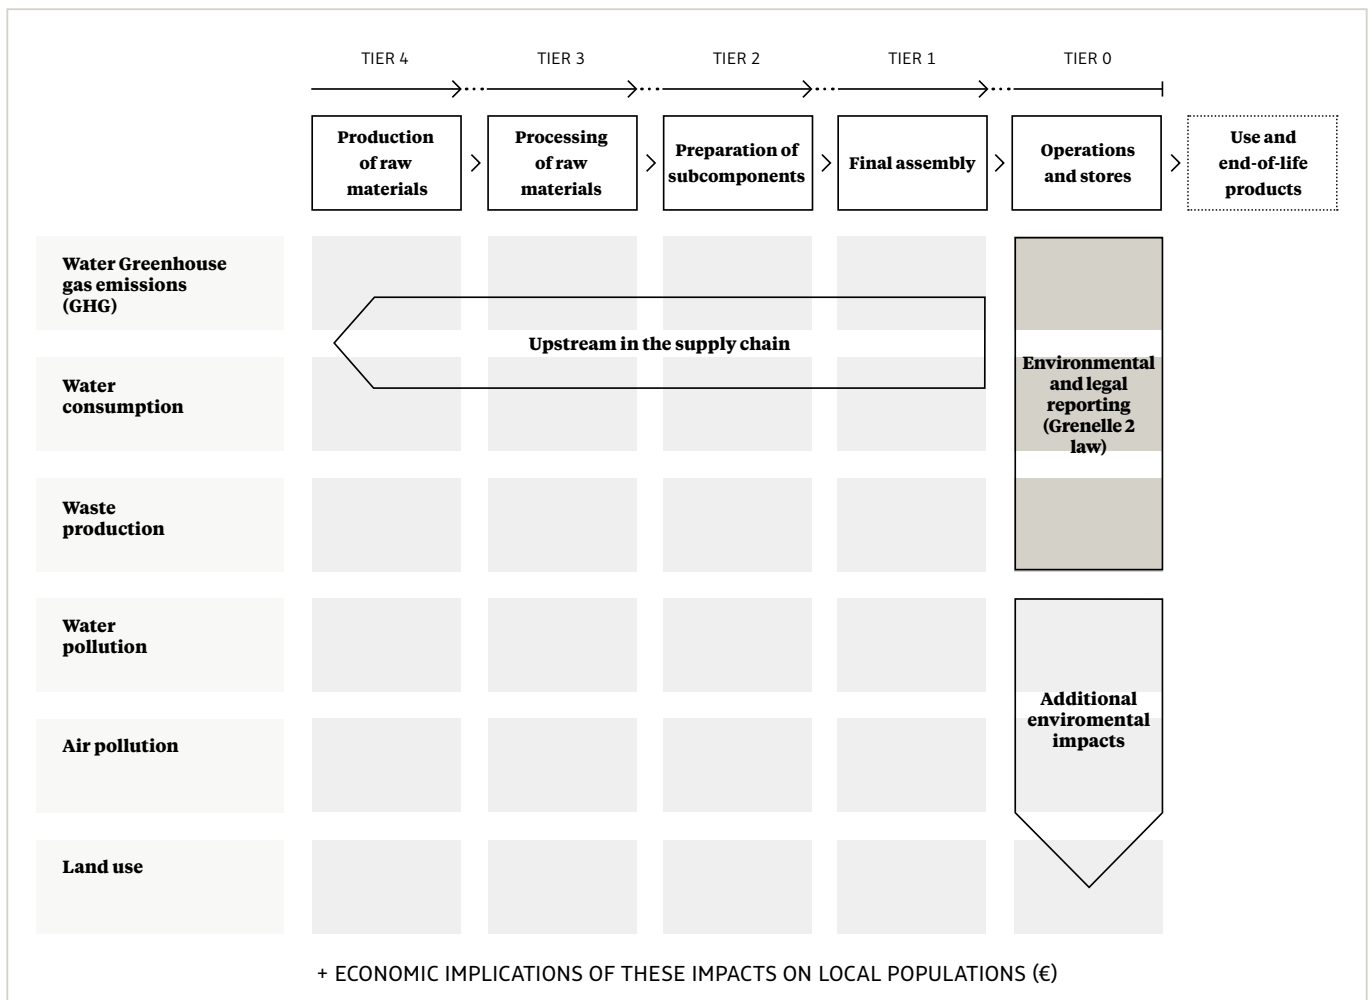 TIER 4
TIER 3
TIER 2
TIER 1
TIER 0
Production
of raw
materials
Processing
of raw
materials
Preparation of
subcomponents
Final assembly
Operations
and stores
Use and
end-of-life
products
Water Greenhouse
gas emissions
(GHG)
Upstream in the supply chain
Water
consumption
Environmental
and legal
reporting
(Grenelle 2
law)
Waste
production
Water
pollution
Additional
enviromental
impacts
Air pollution
Land use
+ ECONOMIC IMPLICATIONS OF THESE IMPACTS ON LOCAL POPULATIONS (€)